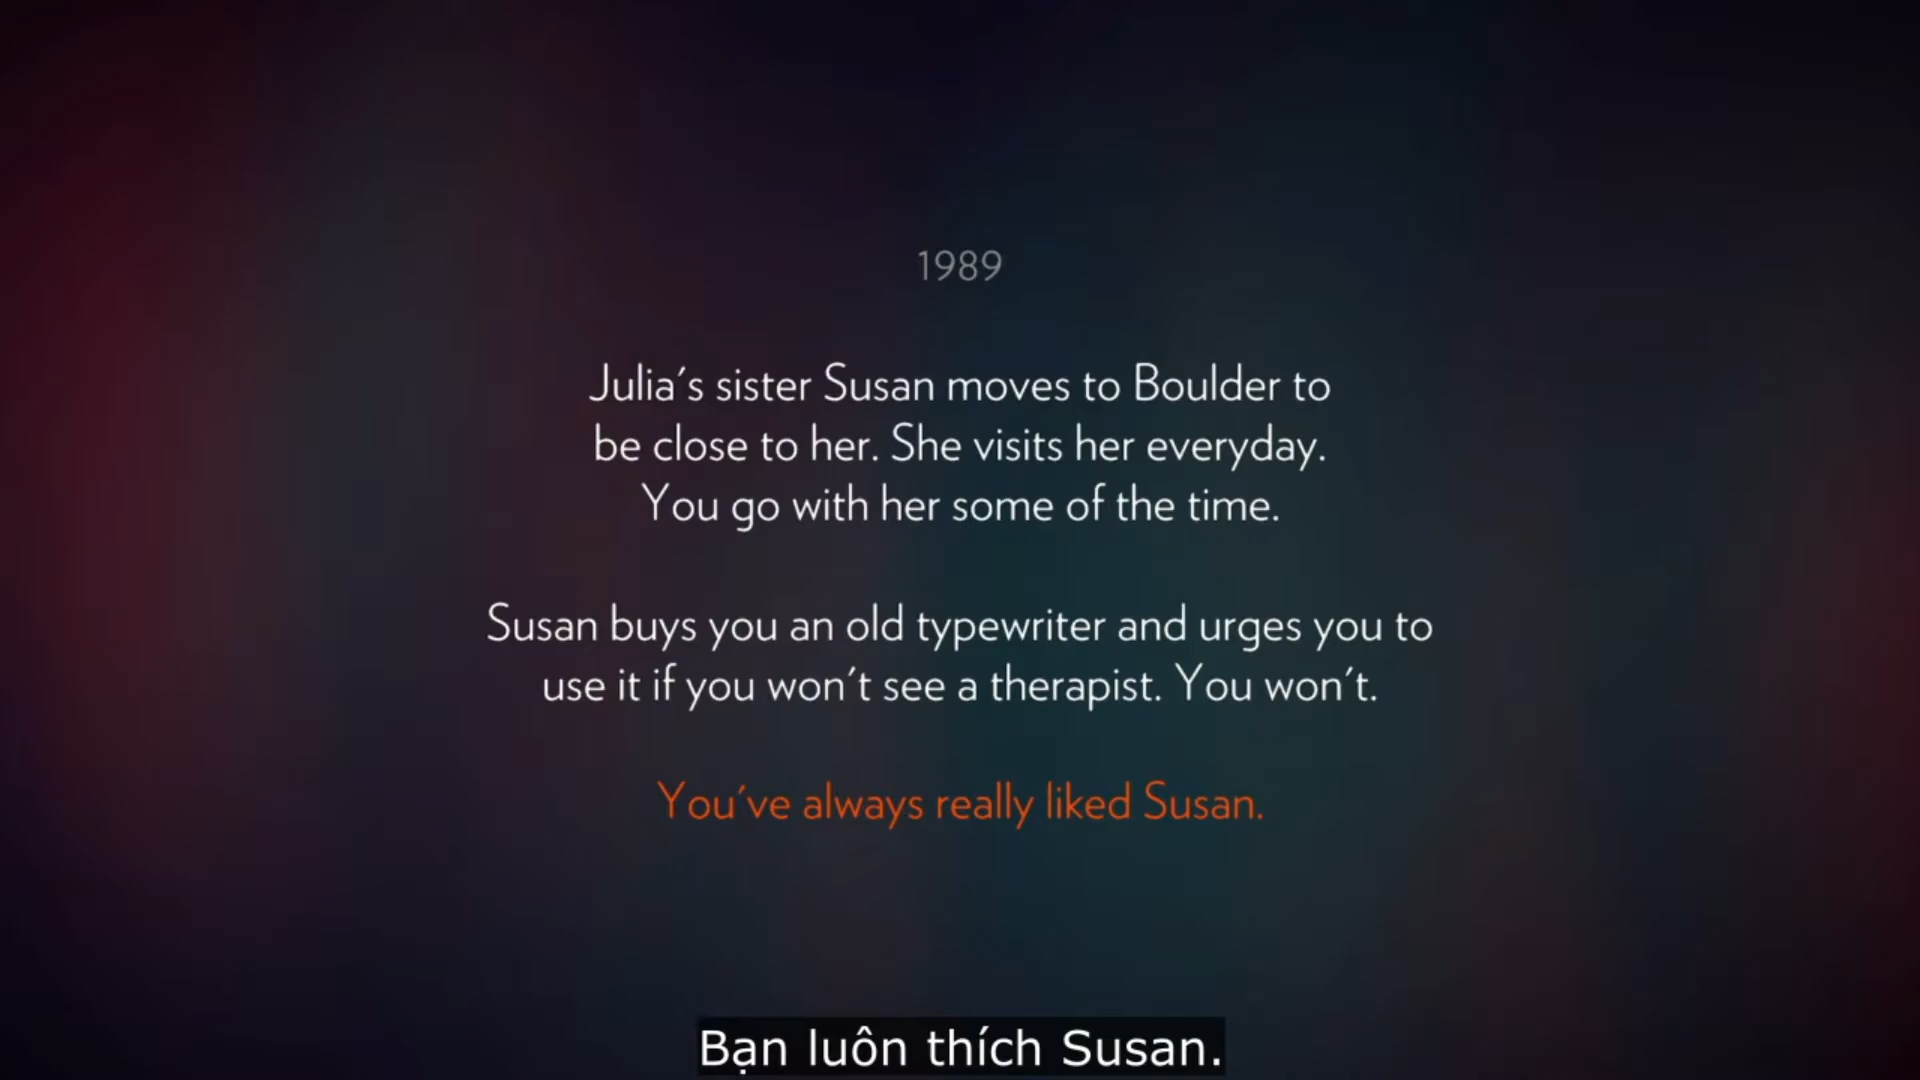 1989
Julia's sister Susan moves to Boulder to
be close to her. She visits her everyday.
You go with her some of the time.
Susan buys you an old typewriter and urges you to
use it if you won't see a therapist. You won't.
You've always really liked Susan.
Bạn luôn thích Susan.